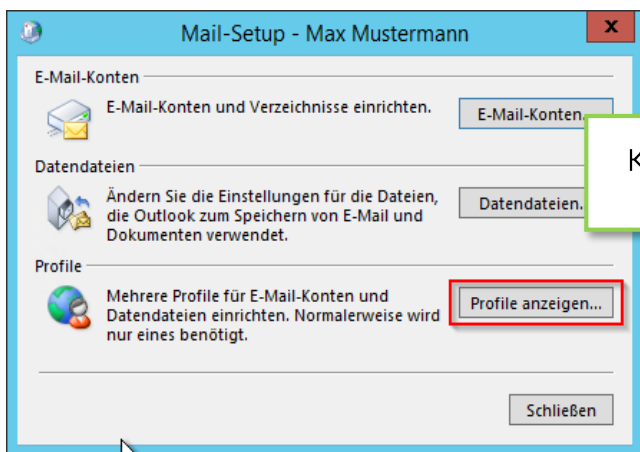 Mail-Setup - Max Mustermann
x
E-Mail-Konten
E-Mail-Konten und Verzeichnisse einrichten.
E-Mail-Konten...
K
Datendateien
Ändern Sie die Einstellungen für die Dateien,
die Outlook zum Speichern von E-Mail und
Dokumenten verwendet.
Datendateien.
Profile
Mehrere Profile für E-Mail-Konten und
Datendateien einrichten. Normalerweise wird
nur eines benötigt.
Profile anzeigen...
Schließen